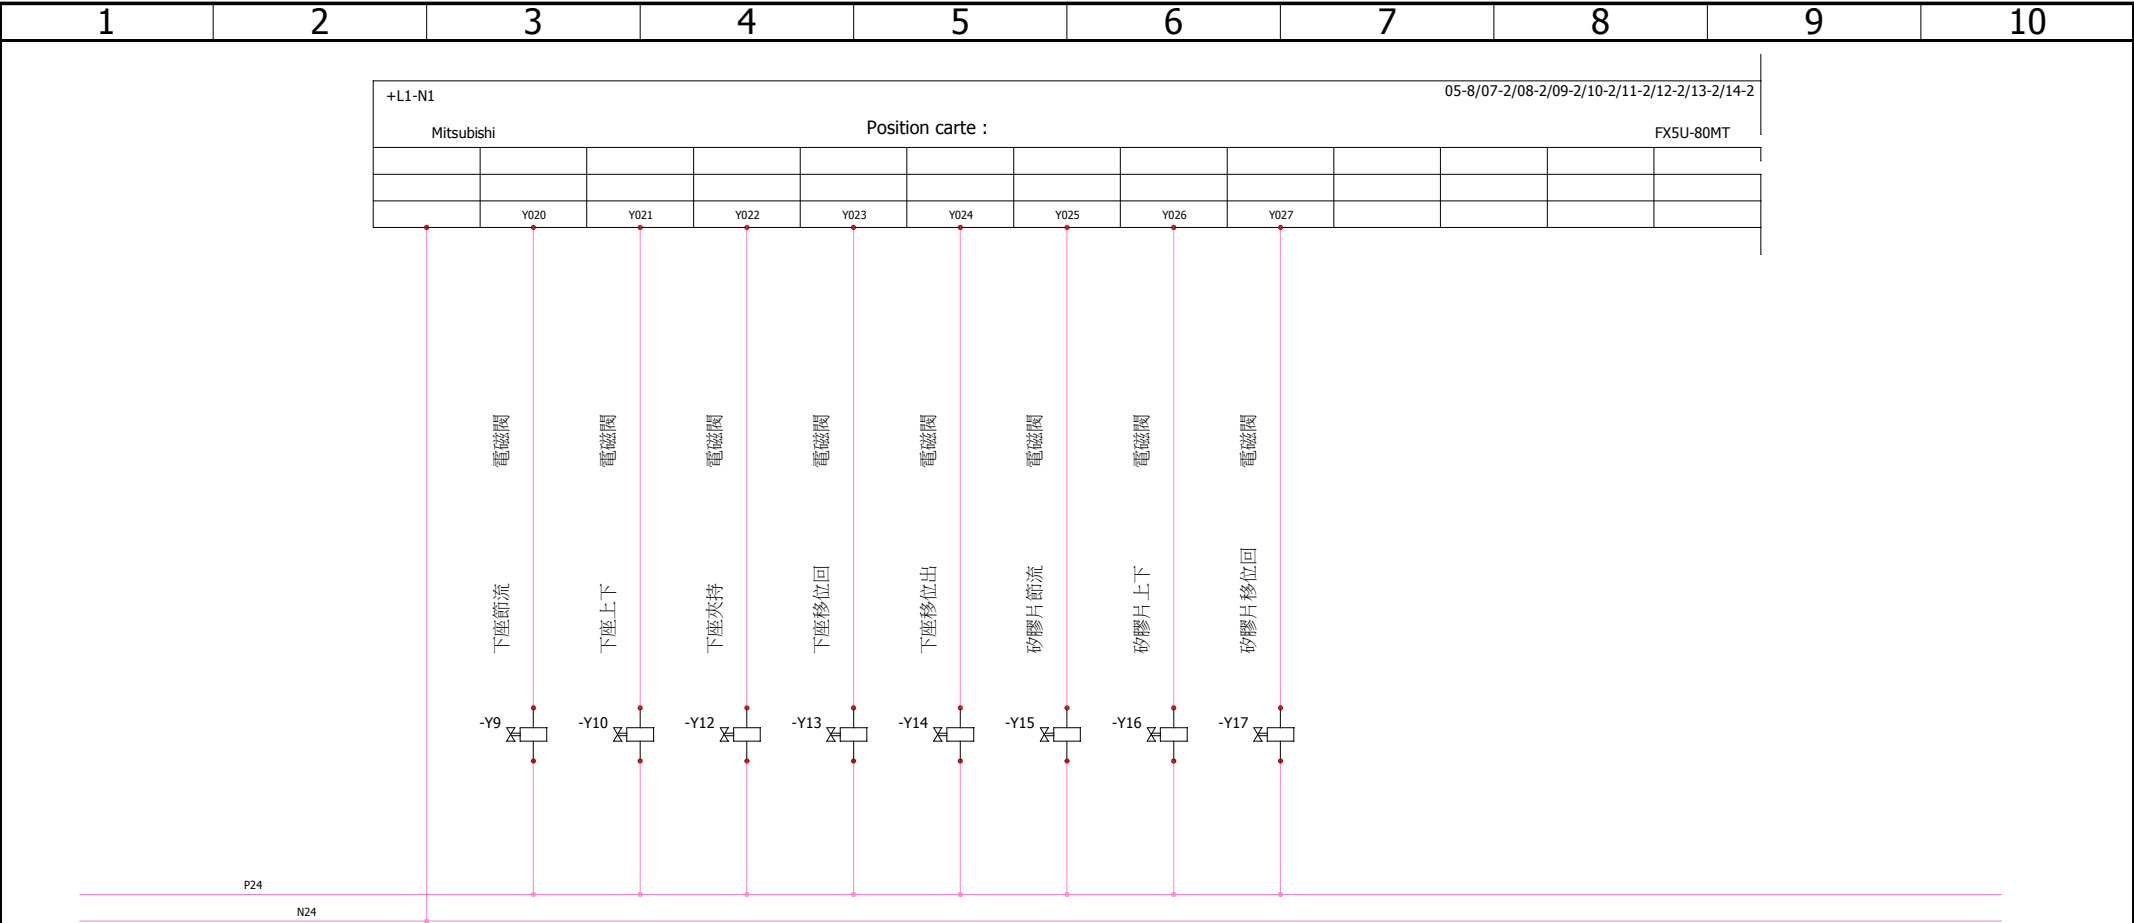 1 2 3 4 5 6 7 8 9 10
+L1-N1 05-8/07-2/08-2/09-2/10-2/11-2/12-2/13-2/14-2
Mitsubishi Position carte : FX5U-80MT
Y020 Y021 Y022 Y023 Y024 Y025 Y026 Y027
電磁閥 電磁閥 電磁閥 電磁閥 電磁閥 電磁閥 電磁閥 電磁閥
下座節流 下座上下 下座夾持 下座移位回 下座移位出 矽膠片節流 矽膠片上下 矽膠片移位回
-Y9 -Y10 -Y12 -Y13 -Y14 -Y15 -Y16 -Y17
P24
N24